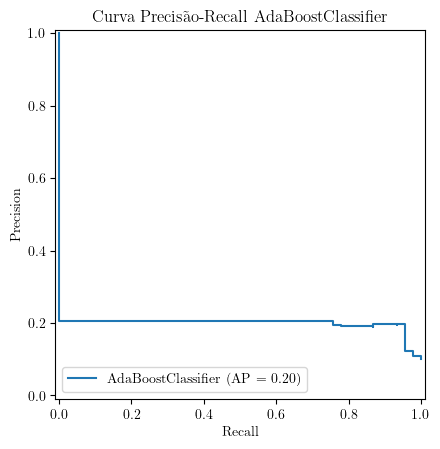 Curva Precisão-Recall AdaBoostClassifier
1.0
0.8
0.6
0.4
0.2
0.0
Precision
AdaBoostClassifier (AP = 0.20)
0.0 0.2 0.4 0.6 0.8 1.0
Recall